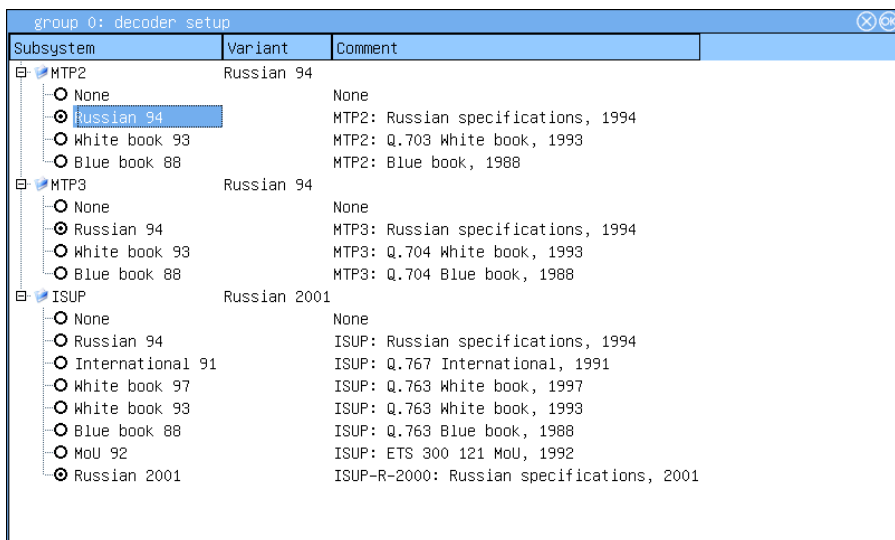 group 0: decoder setup OK
Subsystem Variant Comment
MTP2 Russian 94
None None
Russian 94 MTP2: Russian specifications, 1994
White book 93 MTP2: Q.703 White book, 1993
Blue book 88 MTP2: Blue book, 1988
MTP3 Russian 94
None None
Russian 94 MTP3: Russian specifications, 1994
White book 93 MTP3: Q.704 White book, 1993
Blue book 88 MTP3: Q.704 Blue book, 1988
ISUP Russian 2001
None None
Russian 94 ISUP: Russian specifications, 1994
International 91 ISUP: Q.767 International, 1991
White book 97 ISUP: Q.763 White book, 1997
White book 93 ISUP: Q.763 White book, 1993
Blue book 88 ISUP: Q.763 Blue book, 1988
MoU 92 ISUP: ETS 300 121 MoU, 1992
Russian 2001 ISUP-R-2000: Russian specifications, 2001